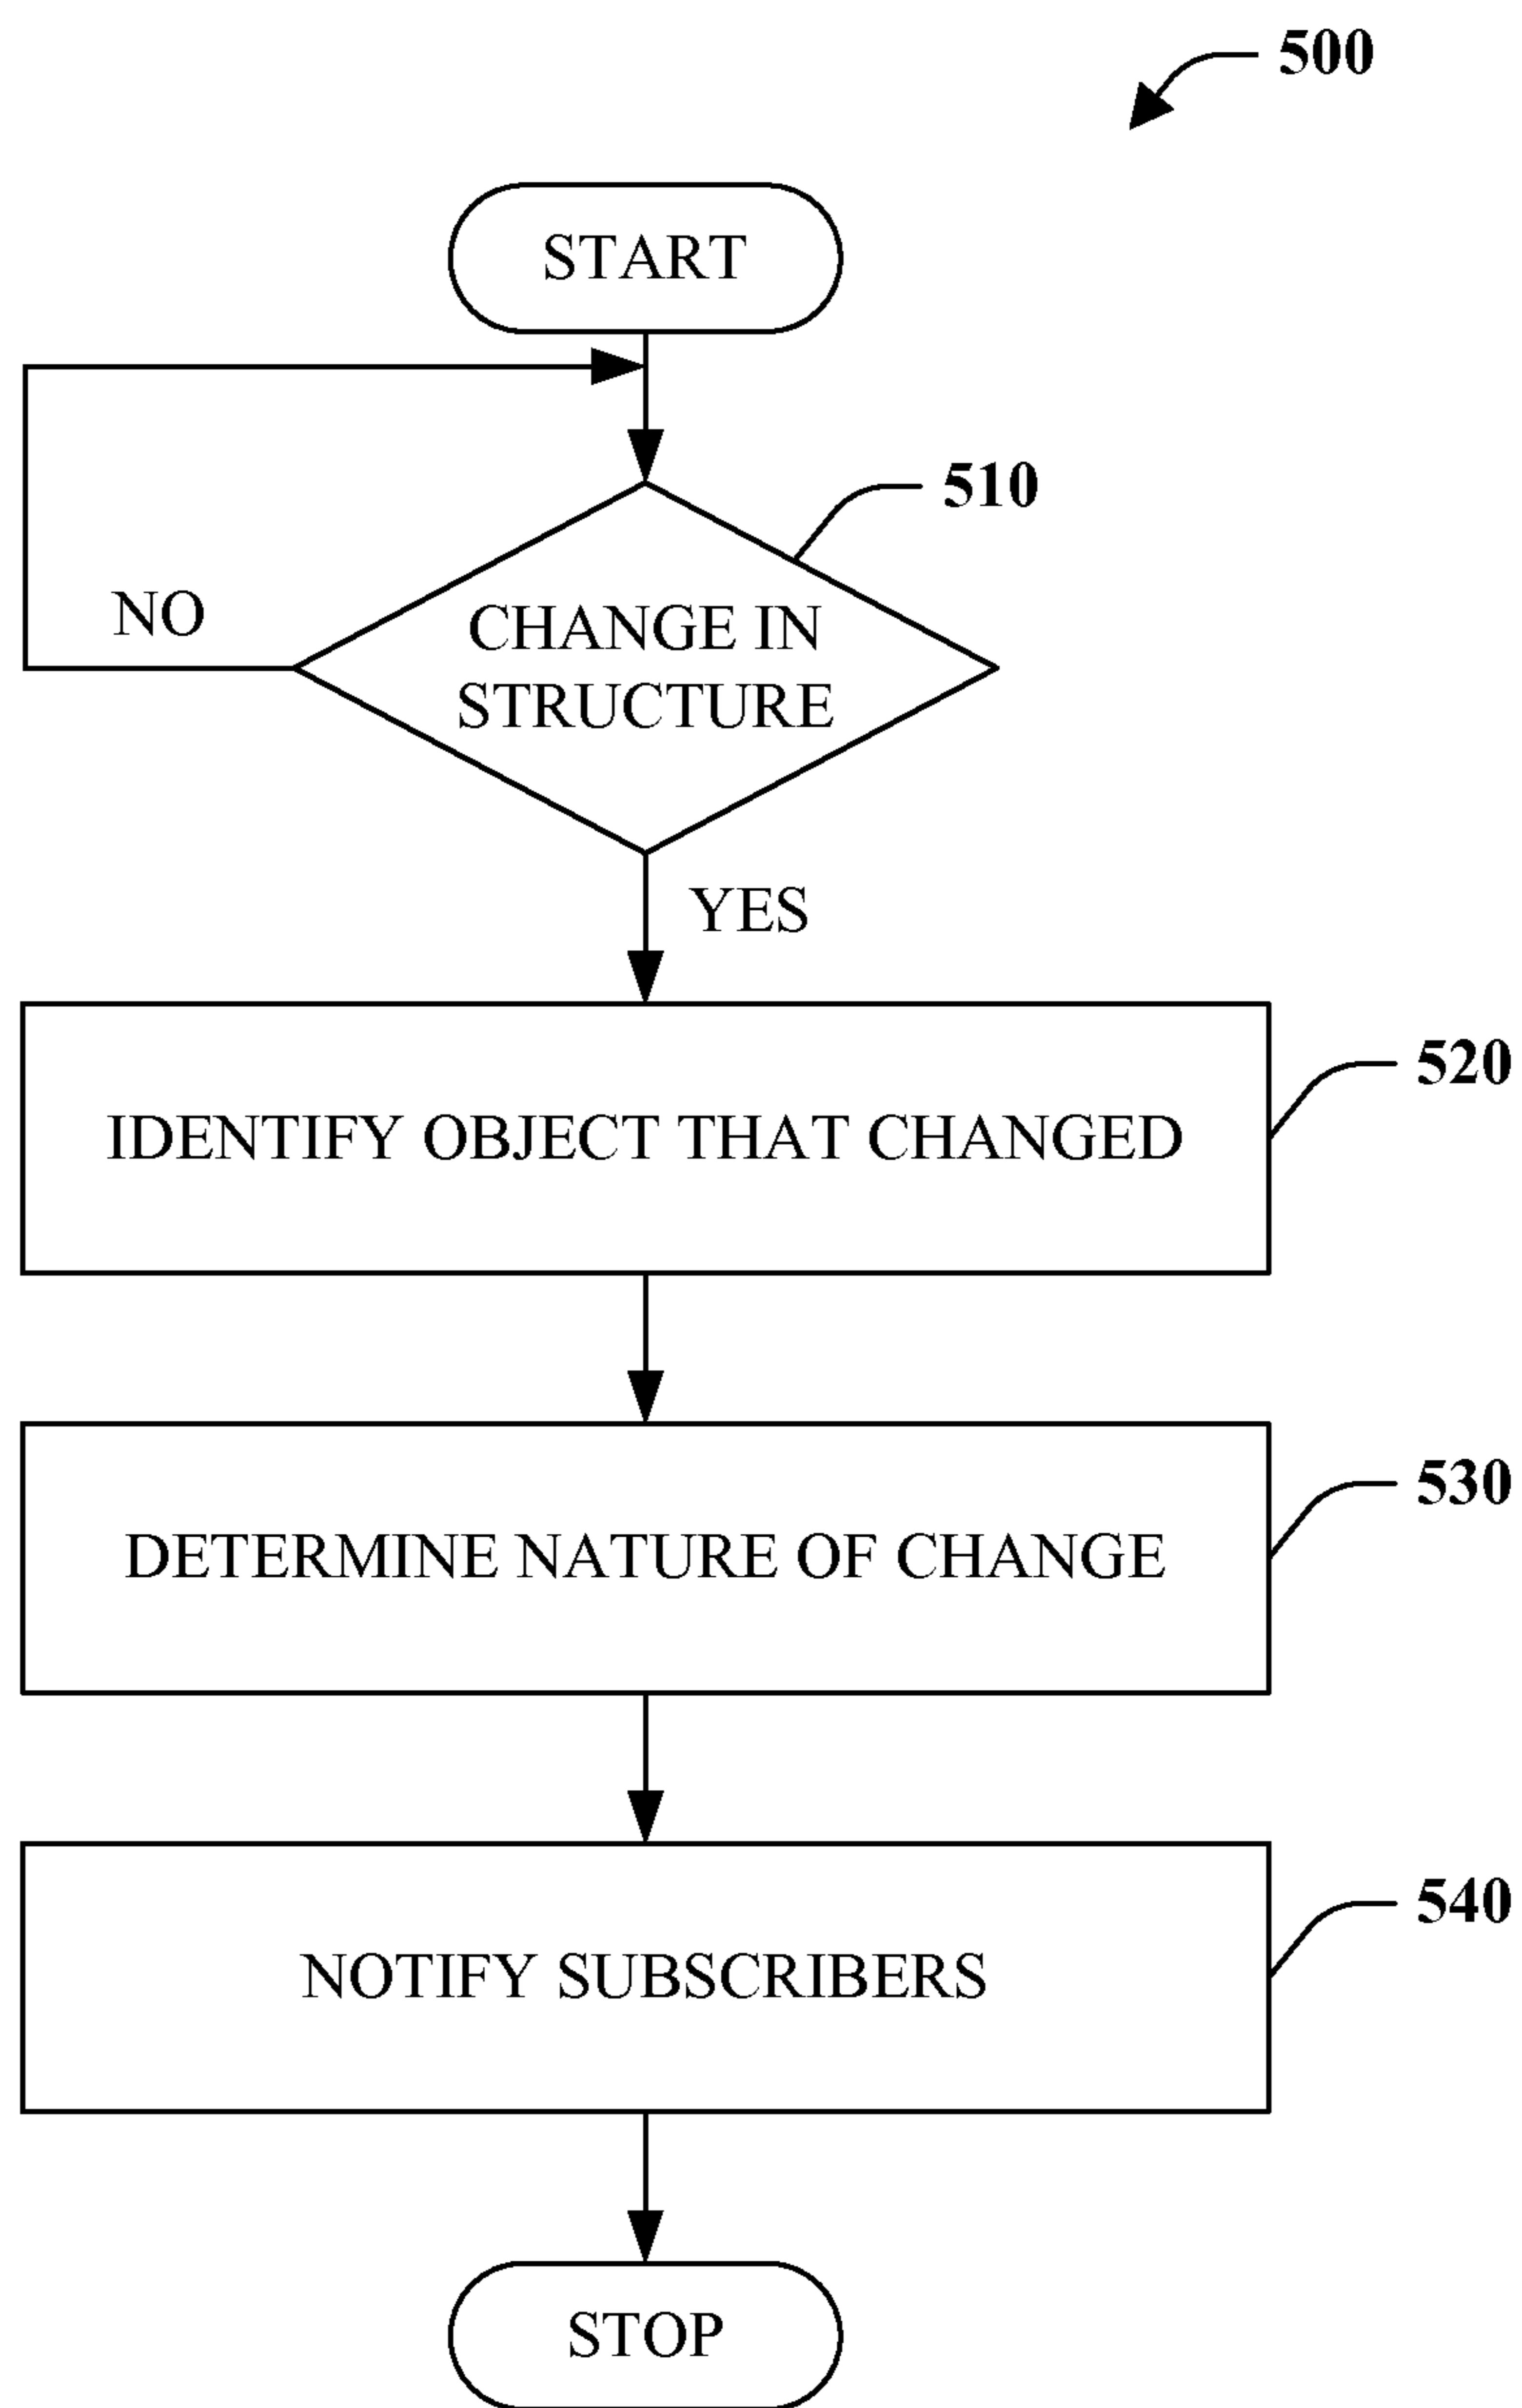 500
START
510
NO
CHANGE IN
STRUCTURE
YES
520
IDENTIFY OBJECT THAT CHANGED
530
DETERMINE NATURE OF CHANGE
540
NOTIFY SUBSCRIBERS
STOP